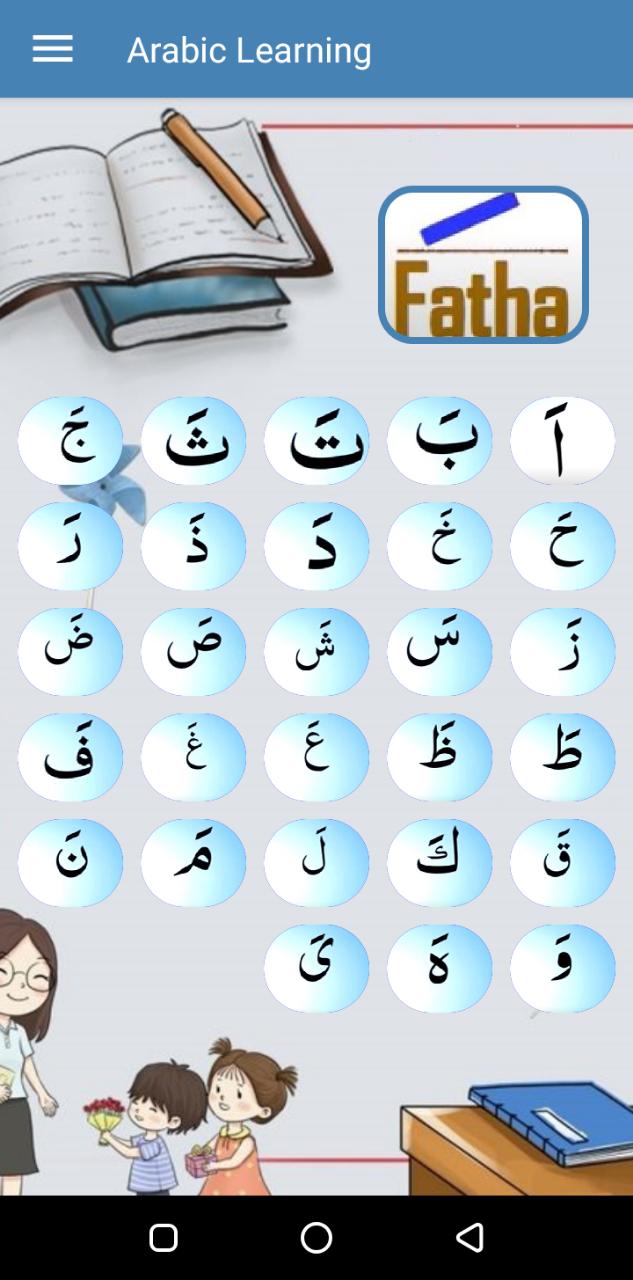 Arabic Learning
Fatha
اَ بَ تَ ثَ جَ
حَ خَ دَ ذَ رَ
زَ سَ شَ صَ ضَ
طَ ظَ عَ غَ فَ
قَ كَ لَ مَ نَ
وَ هَ یَ